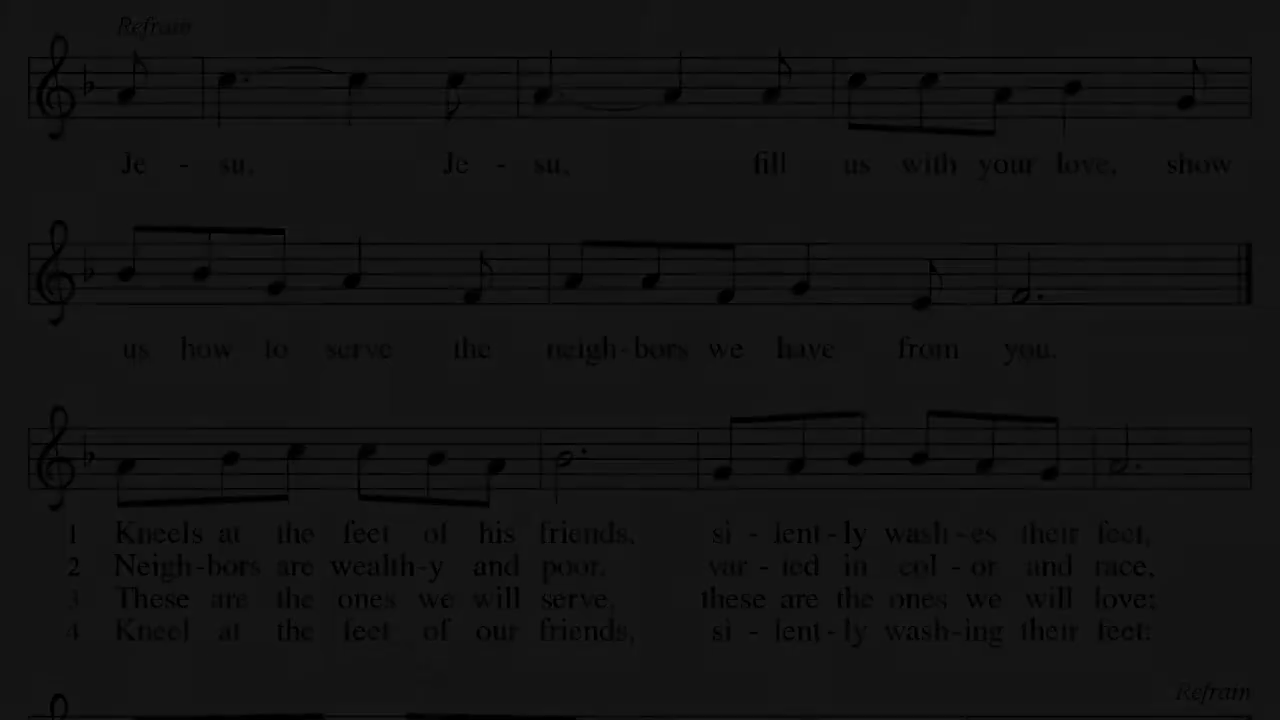 Refrain
Je - su, Je - su, fill us with your love, show
us how to serve the neigh-bors we have from you.
1 Kneels at the feet of his friends, si - lent-ly wash-es their feet,
2 Neigh-bors are wealth-y and poor, var - ied in col - or and race,
3 These are the ones we will serve, these are the ones we will love;
4 Kneel at the feet of our friends, si - lent-ly wash-ing their feet:
Refrain